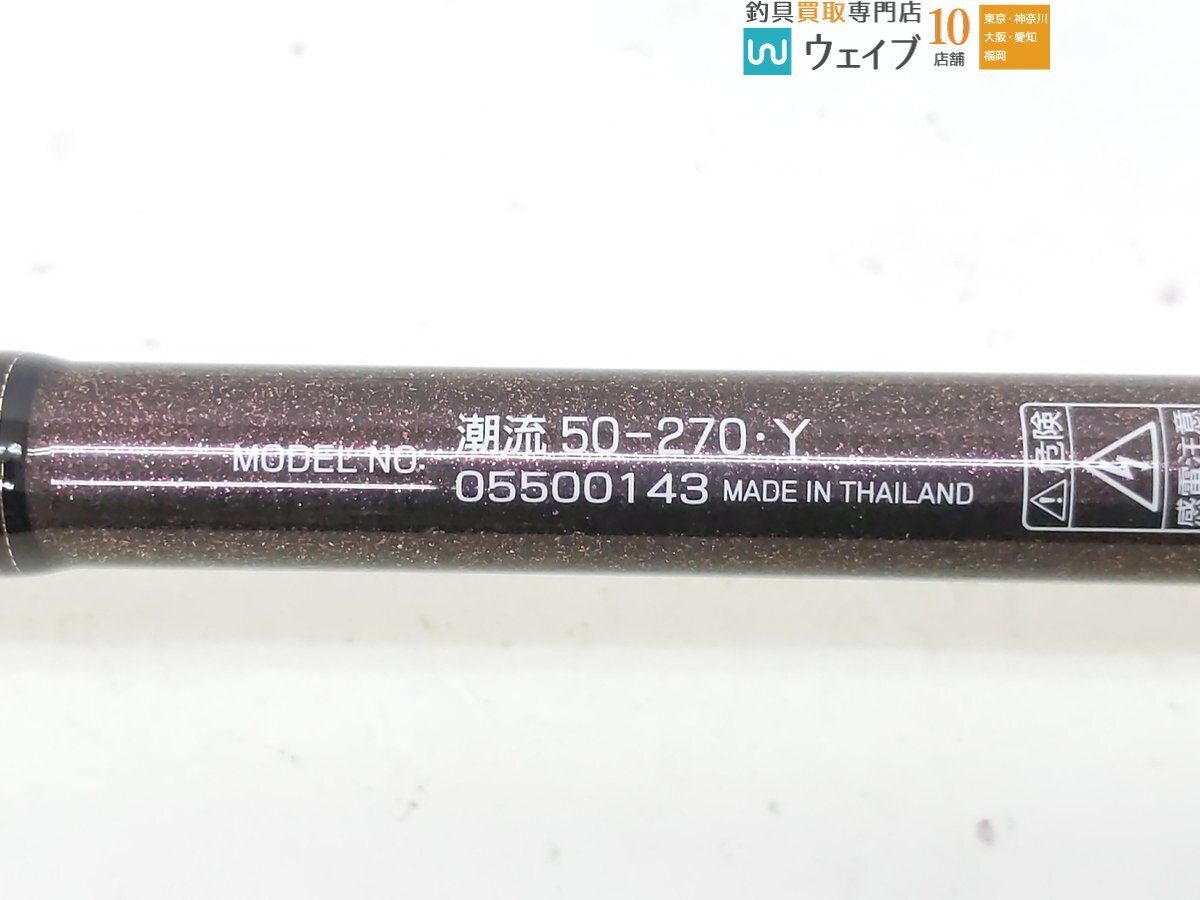 釣具買取専門店
ウェイブ
10
店舗
東京・神奈川
大阪・愛知
福岡
MODEL NO. 潮流 50-270・Y
05500143 MADE IN THAILAND
危険
感電注意